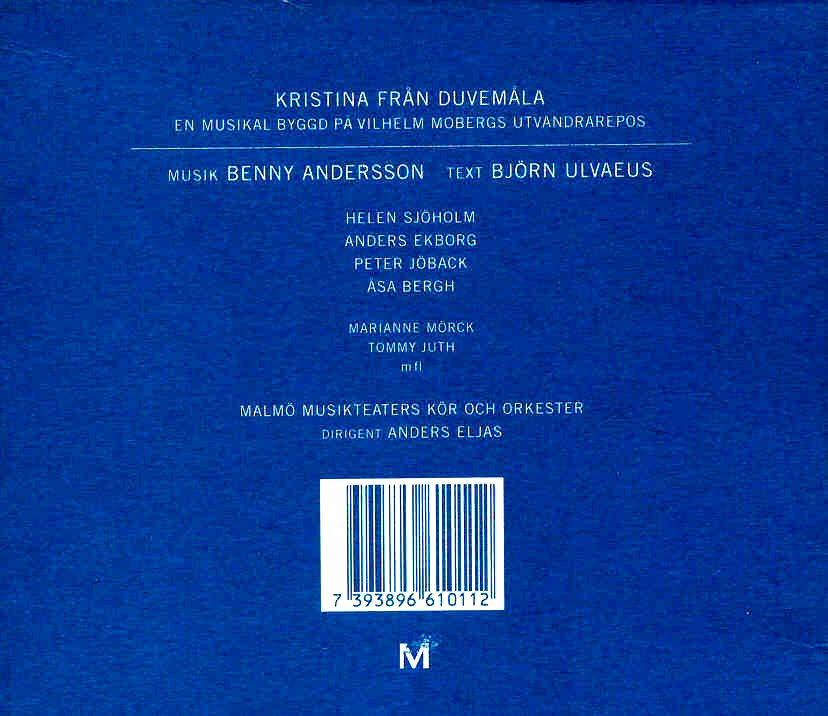 KRISTINA FRÅN DUVEMÅLA
EN MUSIKAL BYGGD PÅ VILHELM MOBERGS UTVANDRAREPOS
MUSIK BENNY ANDERSSON TEXT BJÖRN ULVAEUS
HELEN SJÖHOLM
ANDERS EKBORG
PETER JÖBACK
ÅSA BERGH
MARIANNE MÖRCK
TOMMY JUTH
mfl
MALMÖ MUSIKTEATERS KÖR OCH ORKESTER
DIRIGENT ANDERS ELJAS
7 393896 610112
M